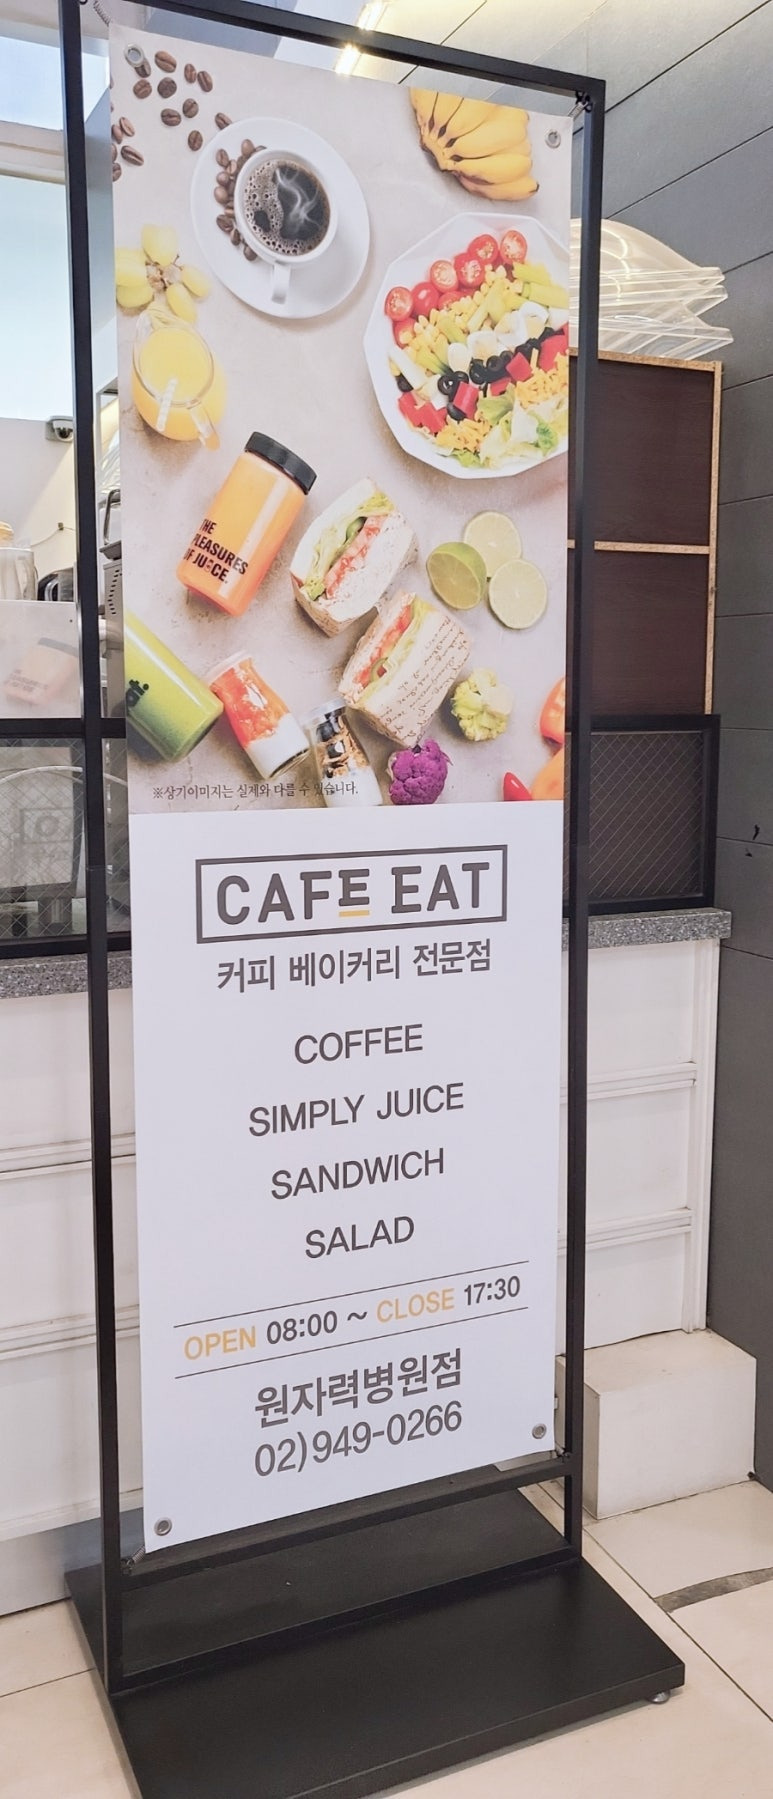 THE
PLEASURES
OF JUICE.
at.
※상기이미지는 실제와 다를 수 있습니다.
CAFE EAT
커피 베이커리 전문점
COFFEE
SIMPLY JUICE
SANDWICH
SALAD
OPEN 08:00 ~ CLOSE 17:30
원자력병원점
02)949-0266